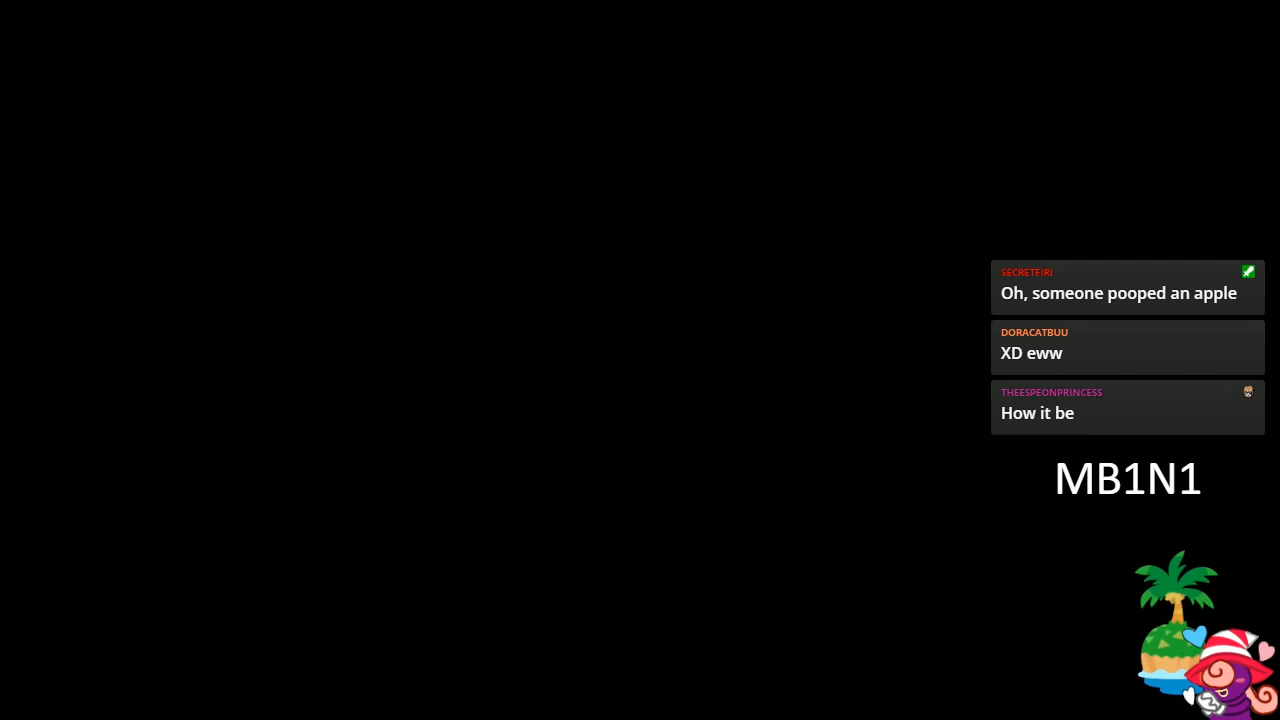 SECRETFIRI
Oh, someone pooped an apple
DORACATBUU
XD eww
THEESPEONPRINCESS
How it be
MB1N1